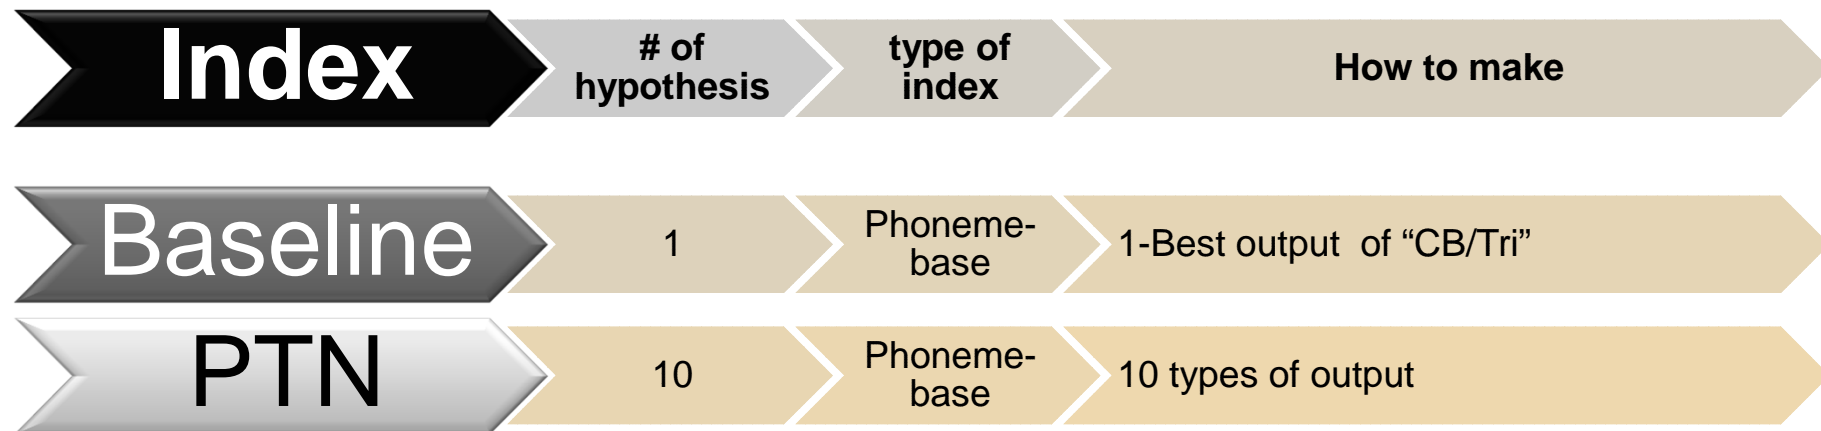 Index
# of
hypothesis
type of
index
How to make
Baseline
1
Phoneme-
base
1-Best output of “CB/Tri”
PTN
10
Phoneme-
base
10 types of output